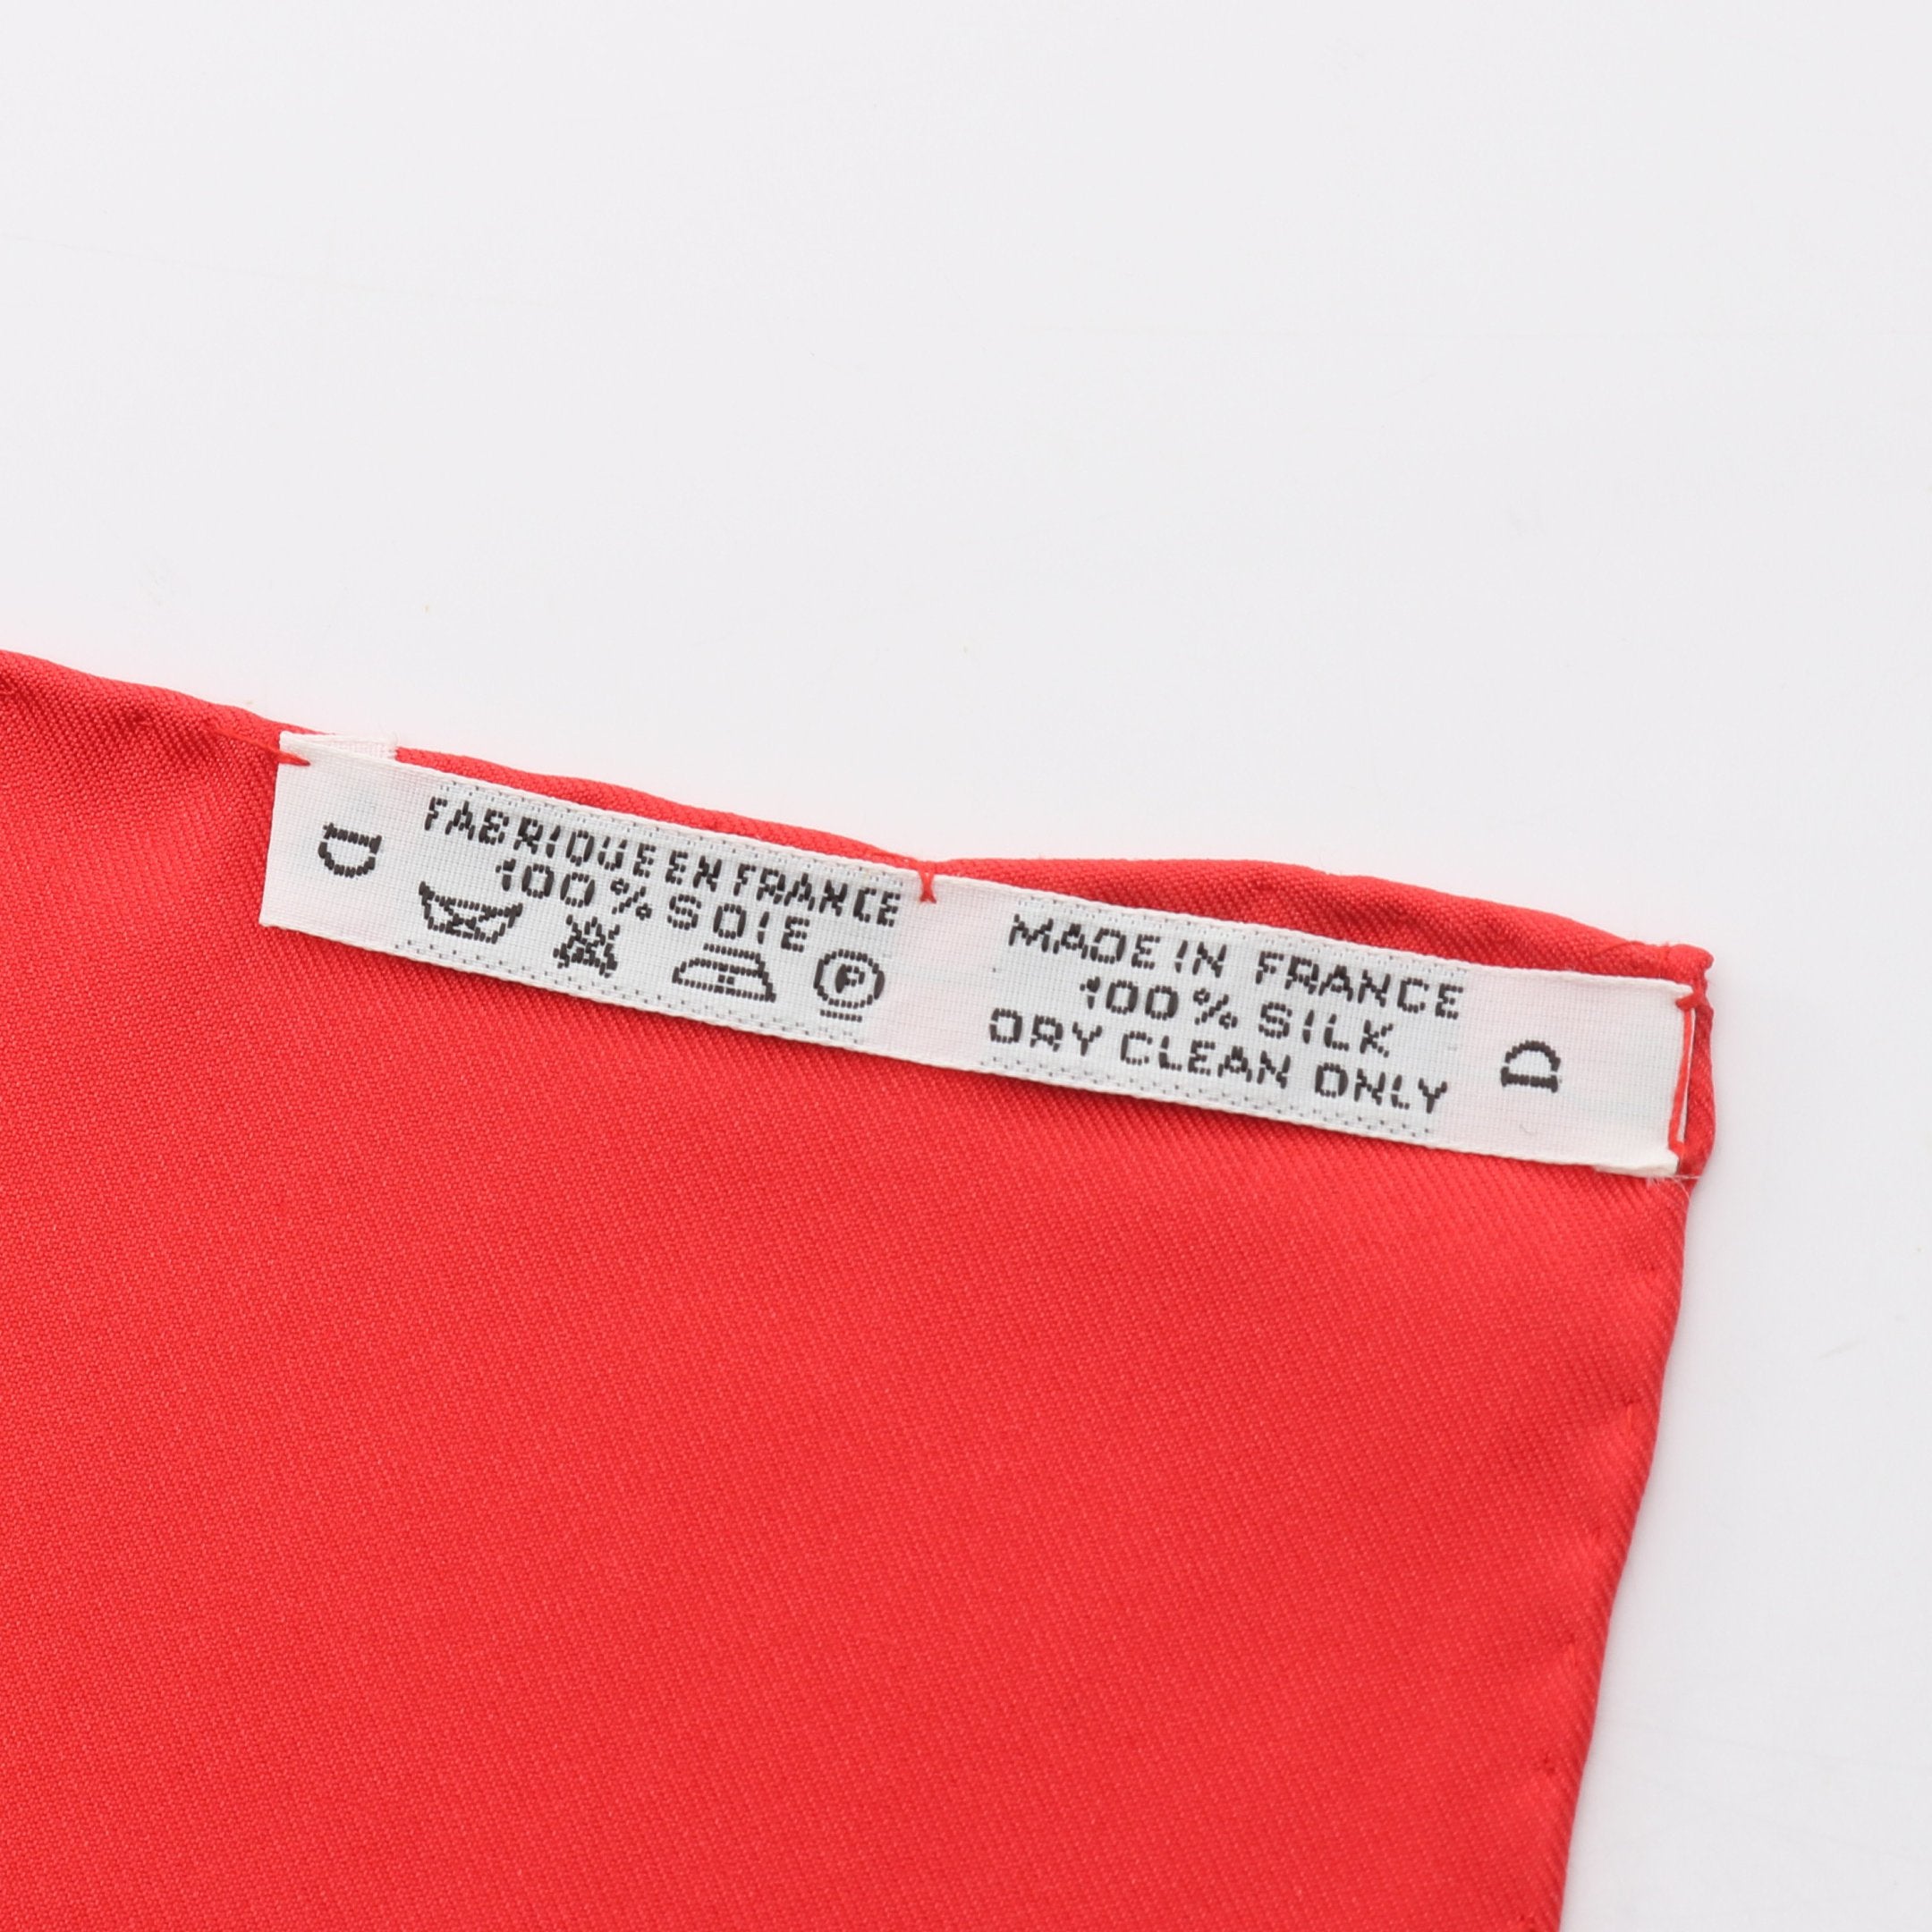 D
FABRIQUE EN FRANCE
100% SOIE
P
MADE IN FRANCE
100% SILK
DRY CLEAN ONLY
D